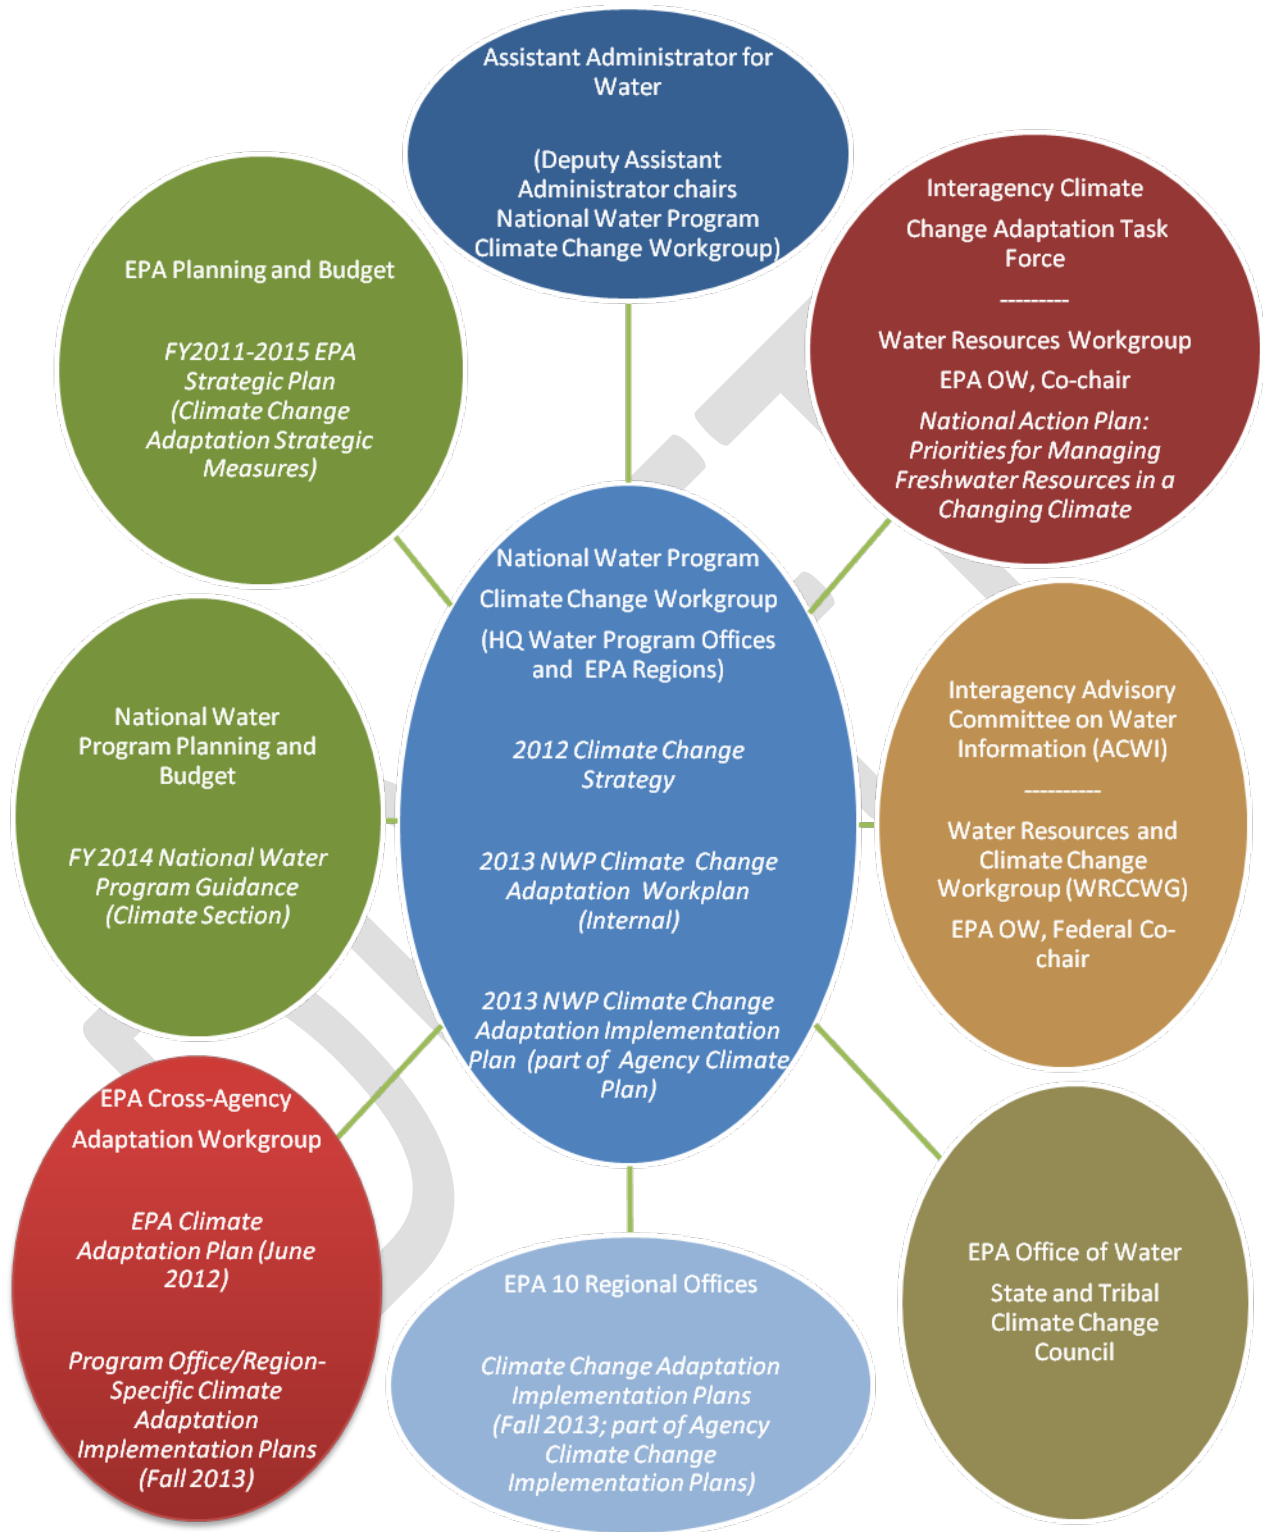 Assistant Administrator for
Water
(Deputy Assistant
Administrator chairs
National Water Program
Climate Change Workgroup)
EPA Planning and Budget
FY2011-2015 EPA
Strategic Plan
(Climate Change
Adaptation Strategic
Measures)
Interagency Climate
Change Adaptation Task
Force
---------
Water Resources Workgroup
EPA OW, Co-chair
National Action Plan:
Priorities for Managing
Freshwater Resources in a
Changing Climate
National Water Program
Climate Change Workgroup
(HQ Water Program Offices
and EPA Regions)
2012 Climate Change
Strategy
2013 NWP Climate Change
Adaptation Workplan
(Internal)
2013 NWP Climate Change
Adaptation Implementation
Plan (part of Agency Climate
Plan)
National Water
Program Planning and
Budget
FY 2014 National Water
Program Guidance
(Climate Section)
Interagency Advisory
Committee on Water
Information (ACWI)
----------
Water Resources and
Climate Change
Workgroup (WRCCWG)
EPA OW, Federal Co-
chair
EPA Cross-Agency
Adaptation Workgroup
EPA Climate
Adaptation Plan (June
2012)
Program Office/Region-
Specific Climate
Adaptation
Implementation Plans
(Fall 2013)
EPA 10 Regional Offices
Climate Change Adaptation
Implementation Plans
(Fall 2013; part of Agency
Climate Change
Implementation Plans)
EPA Office of Water
State and Tribal
Climate Change
Council